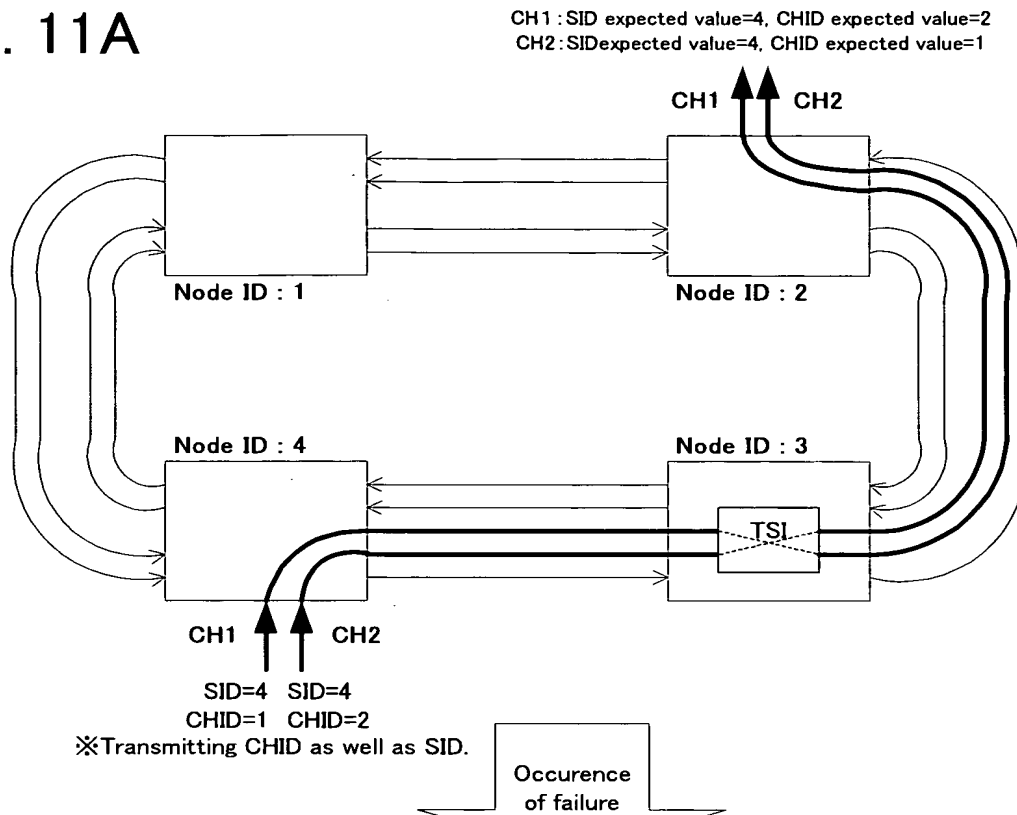 . 11A
CH1 : SID expected value=4, CHID expected value=2
CH2 : SIDexpected value=4, CHID expected value=1
CH1
CH2
Node ID : 1
Node ID : 2
Node ID : 4
Node ID : 3
TSI
CH1
CH2
SID=4 SID=4
CHID=1 CHID=2
※Transmitting CHID as well as SID.
Occurence
of failure